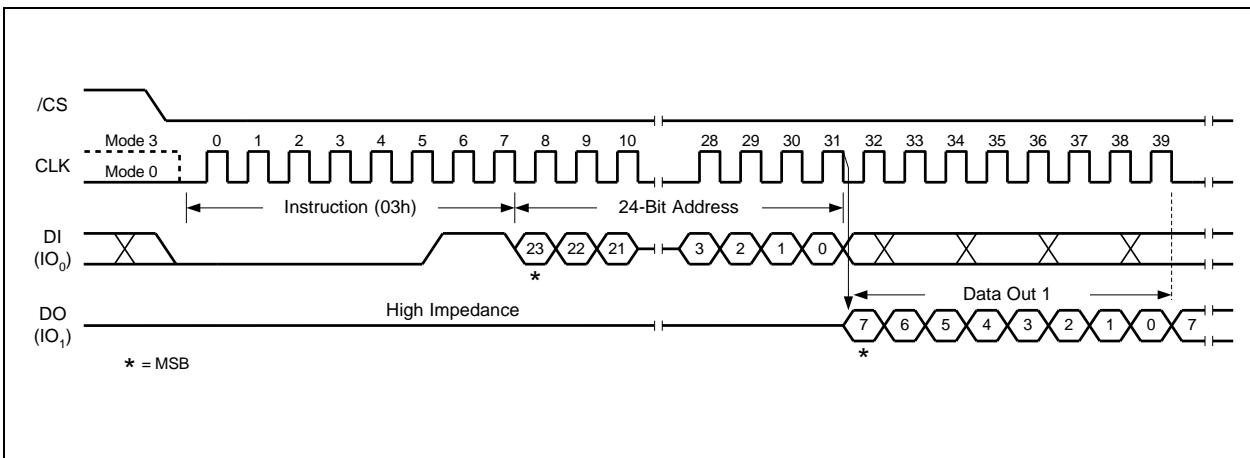 /CS
Mode 3
0 1 2 3 4 5 6 7 8 9 10 28 29 30 31 32 33 34 35 36 37 38 39
CLK
Mode 0
Instruction (03h)
24-Bit Address
DI
(IO0)
23 22 21 3 2 1 0
*
High Impedance
Data Out 1
DO
(IO1)
7 6 5 4 3 2 1 0 7
*
* = MSB